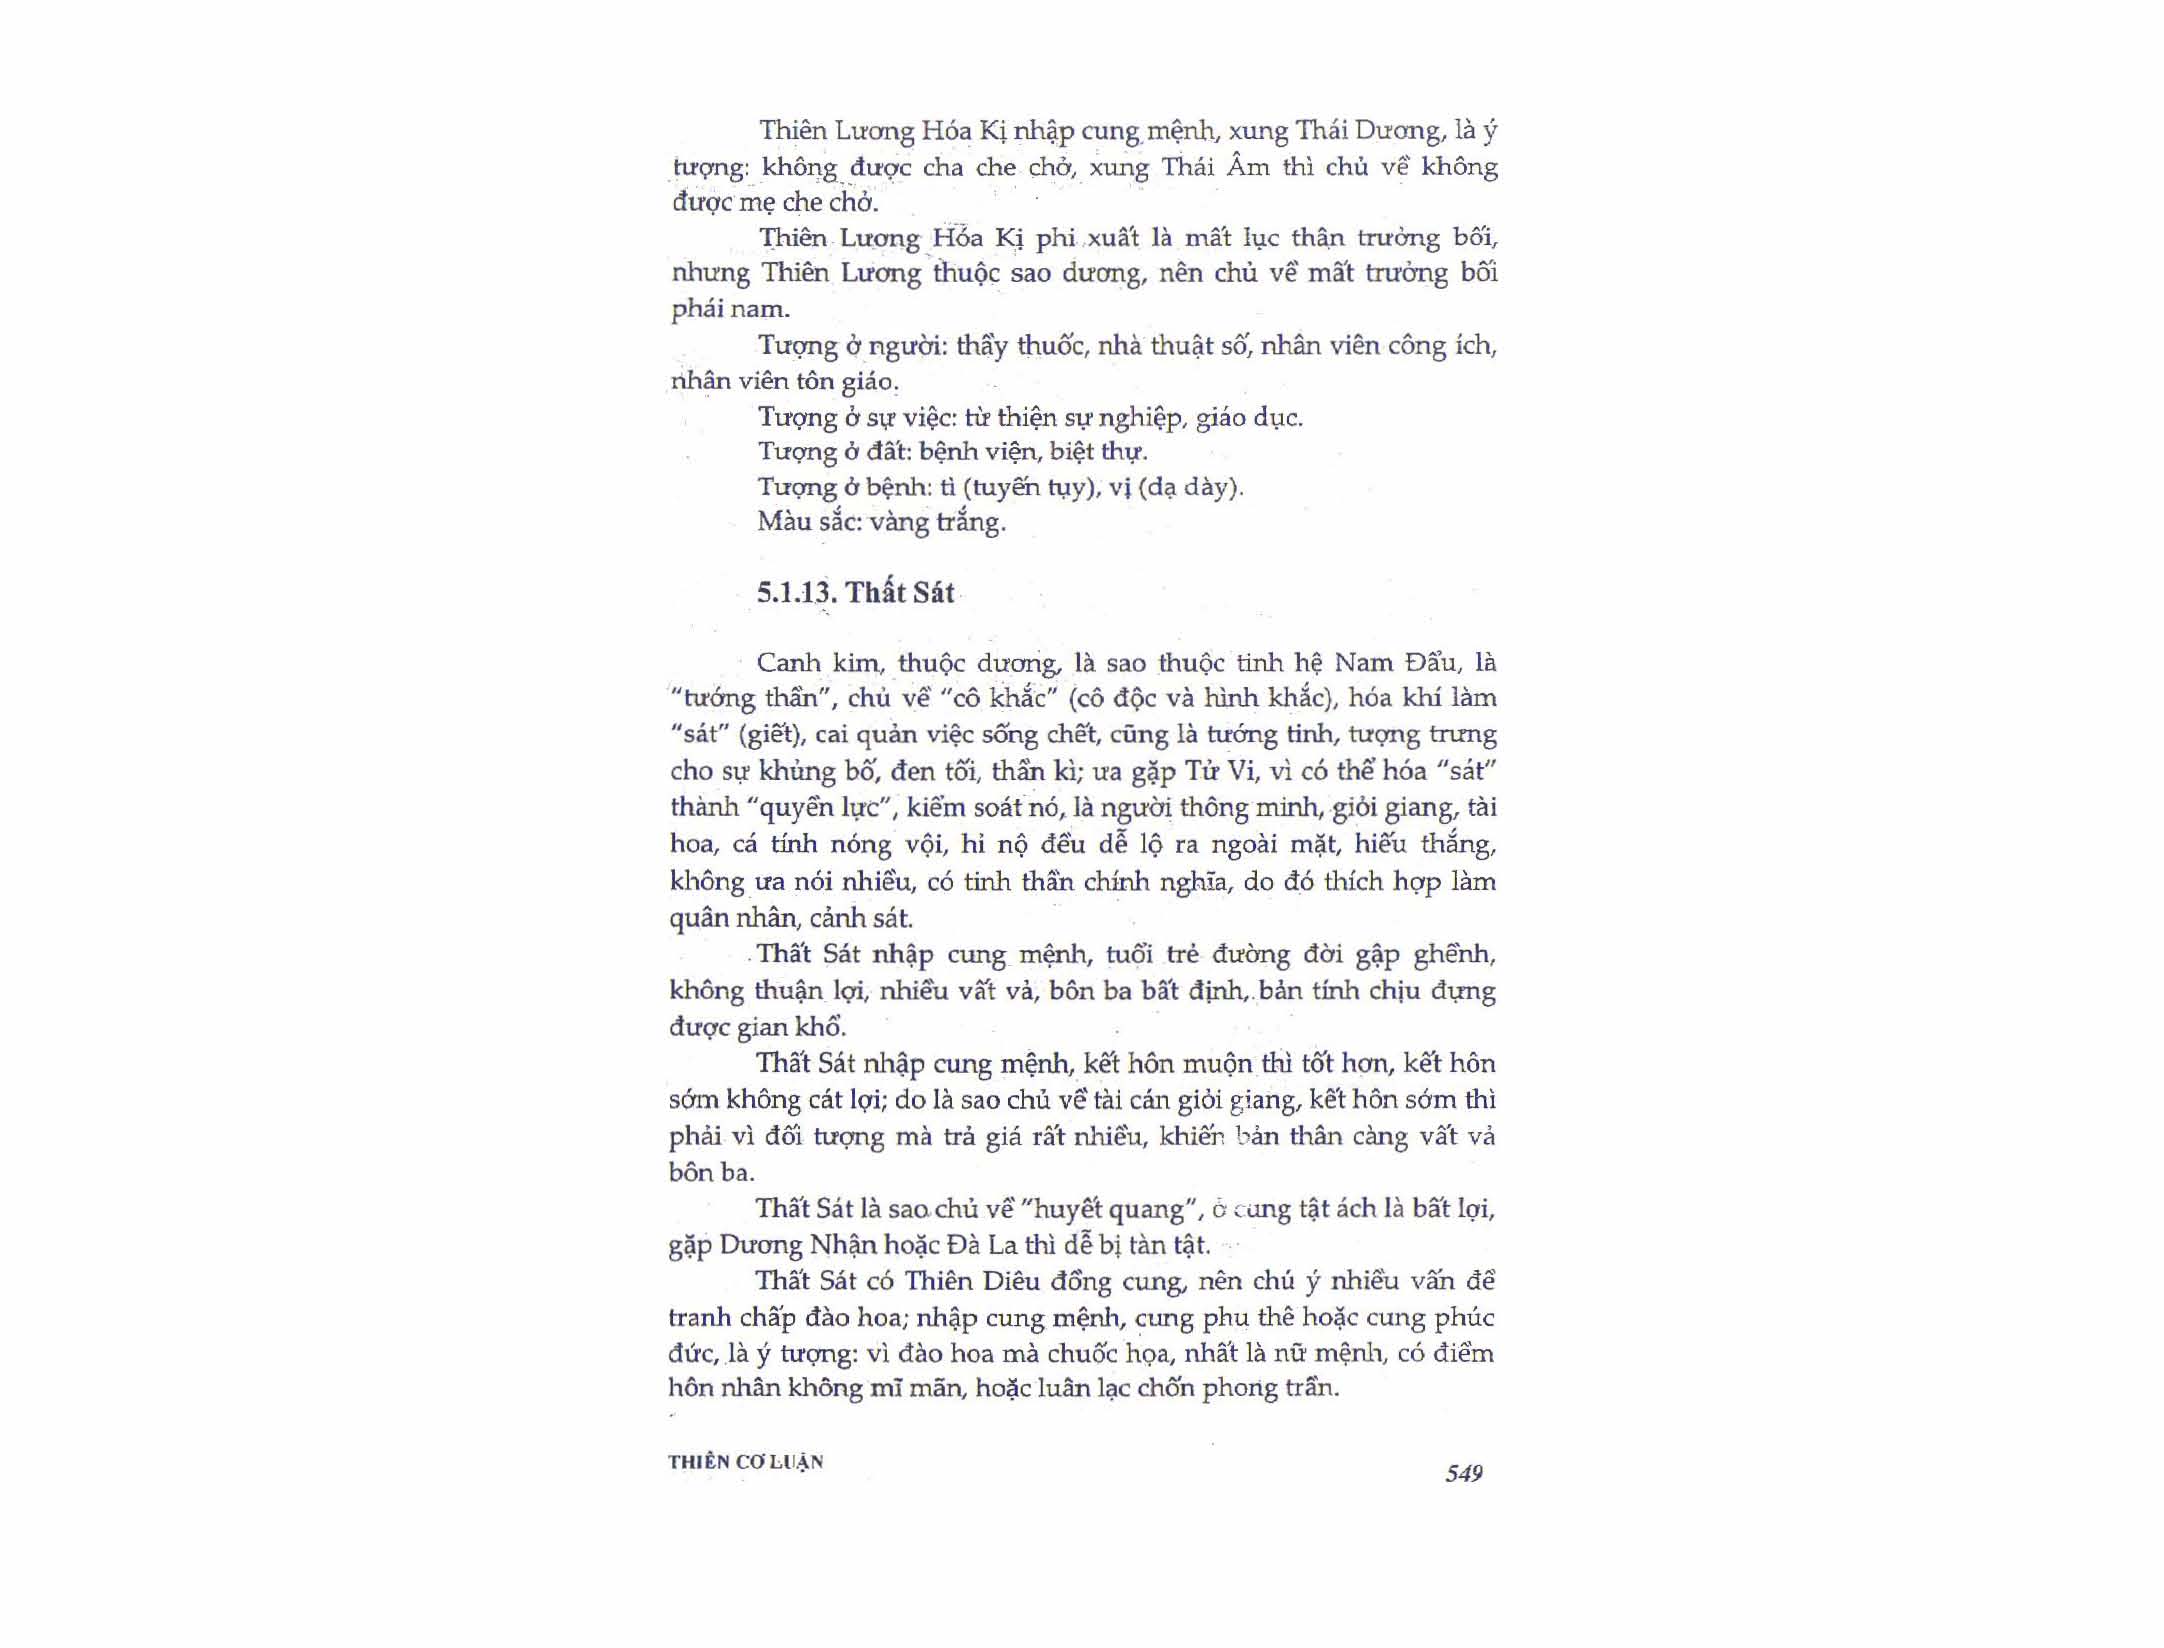 Thiên Lương Hóa Kị nhập cung mệnh, xung Thái Dương, là ý
tượng: không được cha che chở, xung Thái Âm thì chủ về không
được mẹ che chở.
Thiên Lương Hóa Kị phi xuất là mất lục thân trưởng bối,
nhưng Thiên Lương thuộc sao dương, nên chủ về mất trưởng bối
phái nam.
Tượng ở người: thầy thuốc, nhà thuật số, nhân viên công ích,
nhân viên tôn giáo.
Tượng ở sự việc: từ thiện sự nghiệp, giáo dục.
Tượng ở đất: bệnh viện, biệt thự.
Tượng ở bệnh: tì (tuyến tụy), vị (dạ dày).
Màu sắc: vàng trắng.
5.1.13. Thất Sát
Canh kim, thuộc dương, là sao thuộc tinh hệ Nam Đẩu, là
"tướng thần", chủ về "cô khắc" (cô độc và hình khắc), hóa khí làm
"sát" (giết), cai quản việc sống chết, cũng là tướng tinh, tượng trưng
cho sự khủng bố, đen tối, thần kì; ưa gặp Tử Vi, vì có thể hóa "sát"
thành "quyền lực", kiểm soát nó, là người thông minh, giỏi giang, tài
hoa, cá tính nóng vội, hỉ nộ đều dễ lộ ra ngoài mặt, hiếu thắng,
không ưa nói nhiều, có tinh thần chính nghĩa, do đó thích hợp làm
quân nhân, cảnh sát.
Thất Sát nhập cung mệnh, tuổi trẻ đường đời gập ghềnh,
không thuận lợi, nhiều vất vả, bôn ba bất định, bản tính chịu đựng
được gian khổ.
Thất Sát nhập cung mệnh, kết hôn muộn thì tốt hơn, kết hôn
sớm không cát lợi; do là sao chủ về tài cán giỏi giang, kết hôn sớm thì
phải vì đối tượng mà trả giá rất nhiều, khiến bản thân càng vất vả
bôn ba.
Thất Sát là sao chủ về "huyết quang", ở cung tật ách là bất lợi,
gặp Dương Nhận hoặc Đà La thì dễ bị tàn tật.
Thất Sát có Thiên Diêu đồng cung, nên chú ý nhiều vấn đề
tranh chấp đào hoa; nhập cung mệnh, cung phu thê hoặc cung phúc
đức, là ý tượng: vì đào hoa mà chuốc họa, nhất là nữ mệnh, có điềm
hôn nhân không mĩ mãn, hoặc luân lạc chốn phong trần.
THIÊN CƠ LUẬN
549